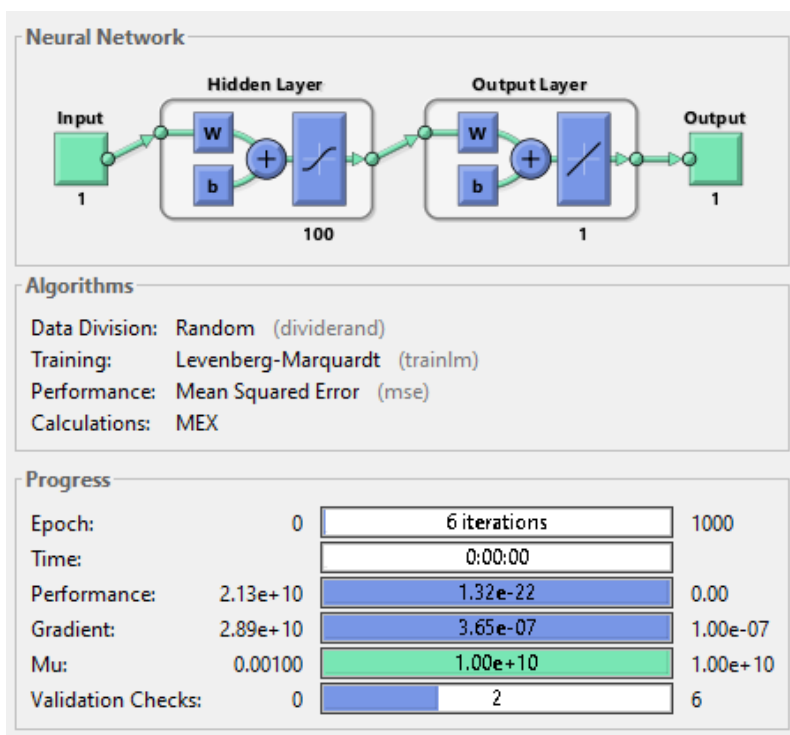 Neural Network
Hidden Layer
Output Layer
Input
Output
W
W
+
+
b
b
1
1
100
1
Algorithms
Data Division: Random (dividerand)
Training: Levenberg-Marquardt (trainlm)
Performance: Mean Squared Error (mse)
Calculations: MEX
Progress
Epoch: 0 6 iterations 1000
Time: 0:00:00
Performance: 2.13e+10 1.32e-22 0.00
Gradient: 2.89e+10 3.65e-07 1.00e-07
Mu: 0.00100 1.00e+10 1.00e+10
Validation Checks: 0 2 6